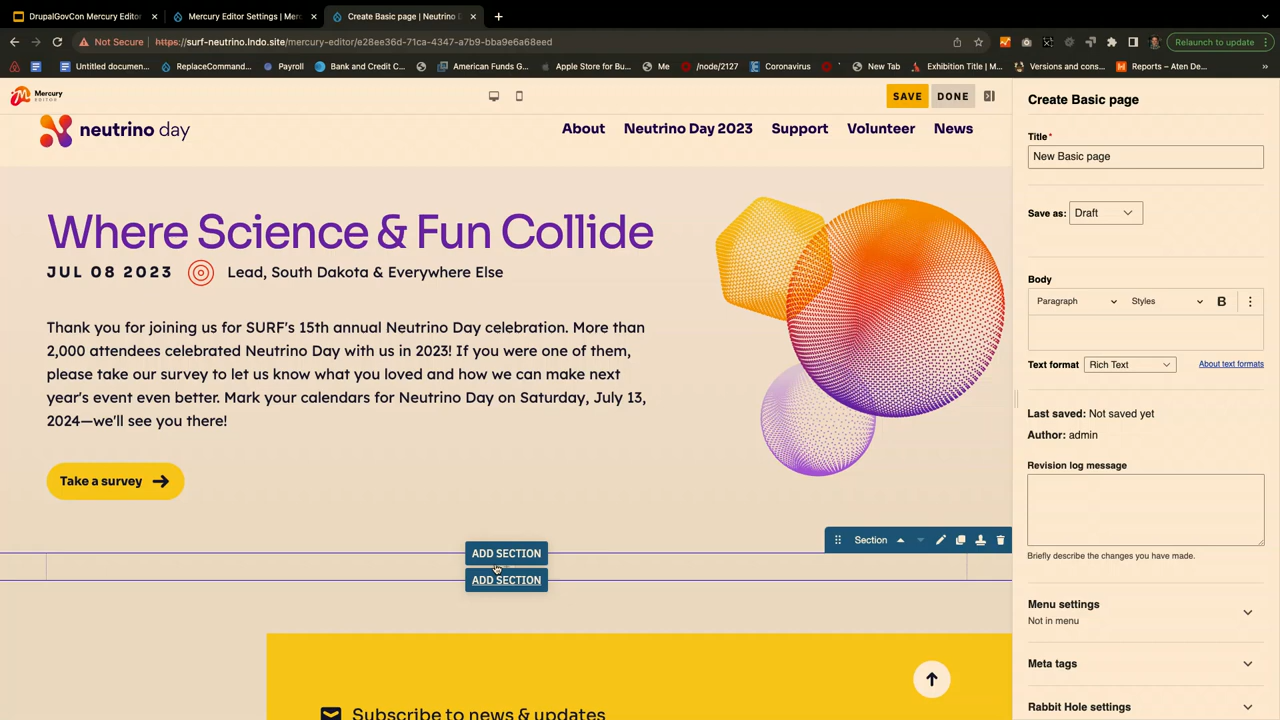 DrupalGovCon Mercury Editor
Mercury Editor Settings | Merc
Create Basic page | Neutrino D
Not Secure
https://surf-neutrino.lndo.site/mercury-editor/e28ee36d-71ca-4347-a7b9-bba9e6a68eed
Relaunch to update
Untitled documen...
ReplaceCommand...
Payroll
Bank and Credit C...
American Funds G...
Apple Store for Bu...
Me
/node/2127
Coronavirus
New Tab
Exhibition Title | M...
Versions and cons...
Reports – Aten De...
Mercury
EDITOR
SAVE
DONE
neutrino day
About
Neutrino Day 2023
Support
Volunteer
News
Where Science & Fun Collide
JUL 08 2023
Lead, South Dakota & Everywhere Else
Thank you for joining us for SURF's 15th annual Neutrino Day celebration. More than
2,000 attendees celebrated Neutrino Day with us in 2023! If you were one of them,
please take our survey to let us know what you loved and how we can make next
year's event even better. Mark your calendars for Neutrino Day on Saturday, July 13,
2024—we'll see you there!
Take a survey
Section
ADD SECTION
ADD SECTION
Subscribe to news & updates
Create Basic page
Title*
New Basic page
Save as:
Draft
Body
Paragraph
Styles
B
Text format
Rich Text
About text formats
Last saved: Not saved yet
Author: admin
Revision log message
Briefly describe the changes you have made.
Menu settings
Not in menu
Meta tags
Rabbit Hole settings